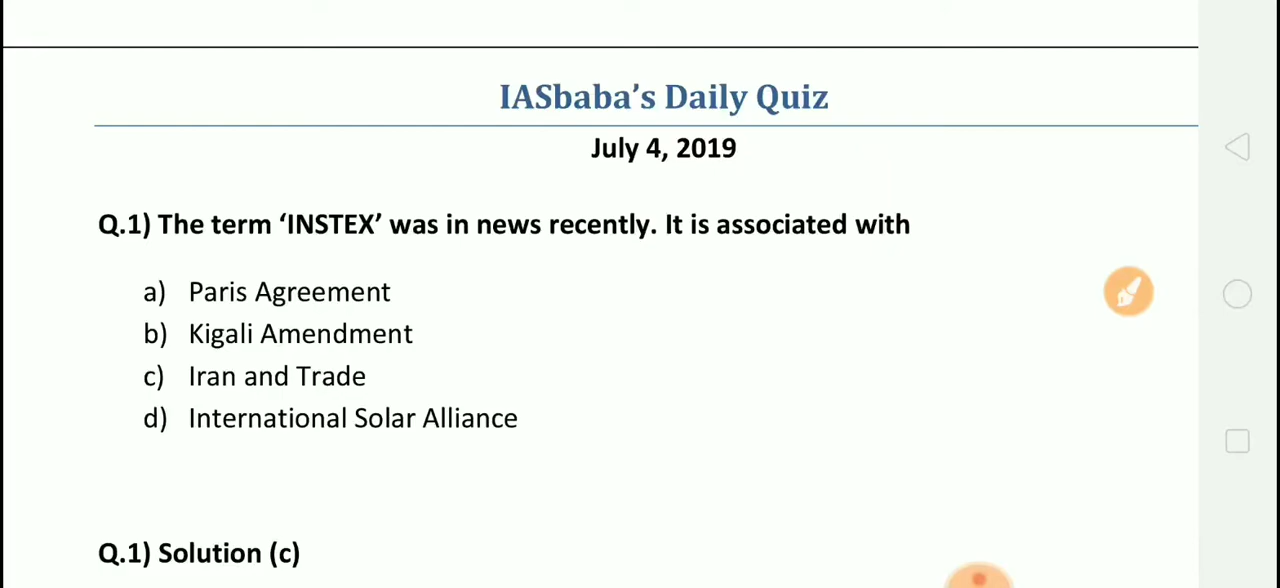 IASbaba’s Daily Quiz
July 4, 2019
Q.1) The term ‘INSTEX’ was in news recently. It is associated with
a) Paris Agreement
b) Kigali Amendment
c) Iran and Trade
d) International Solar Alliance
Q.1) Solution (c)